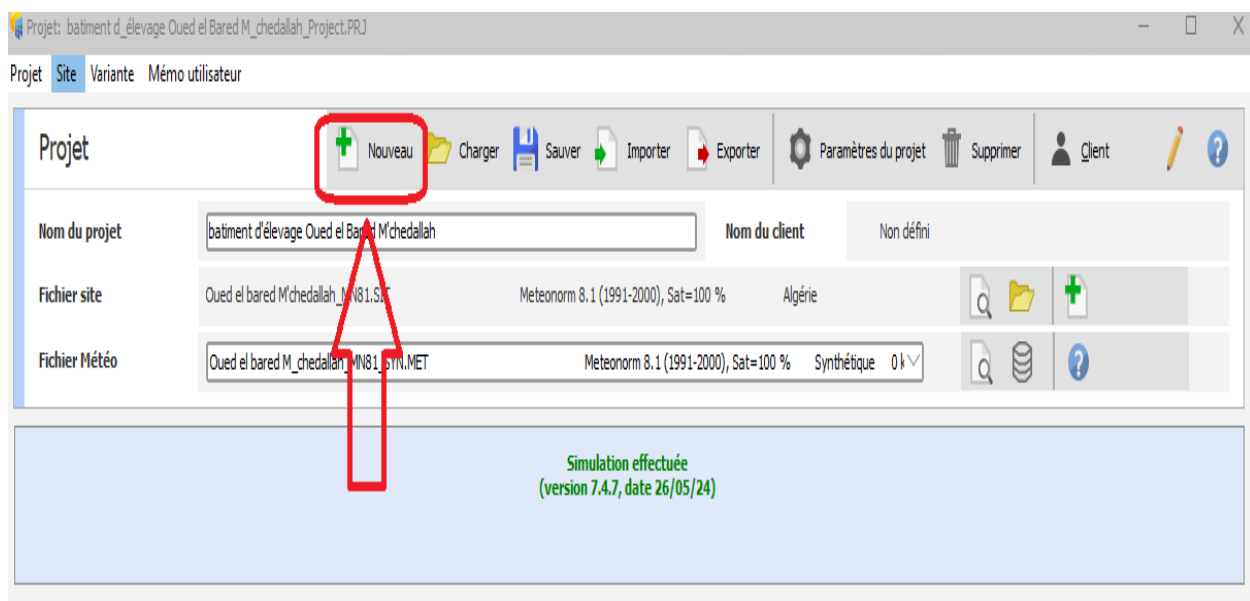 Projet: batiment d_élevage Oued el Bared M_chedallah_Project.PRJ
Projet Site Variante Mémo utilisateur
Projet Nouveau Charger Sauver Importer Exporter Paramètres du projet Supprimer Client
Nom du projet batiment d'élevage Oued el Bared M'chedallah Nom du client Non défini
Fichier site Oued el bared M'chedallah_MN81.SIT Meteonorm 8.1 (1991-2000), Sat=100 % Algérie
Fichier Météo Oued el bared M_chedallah_MN81_SYN.MET Meteonorm 8.1 (1991-2000), Sat=100 % Synthétique 0 k
Simulation effectuée
(version 7.4.7, date 26/05/24)